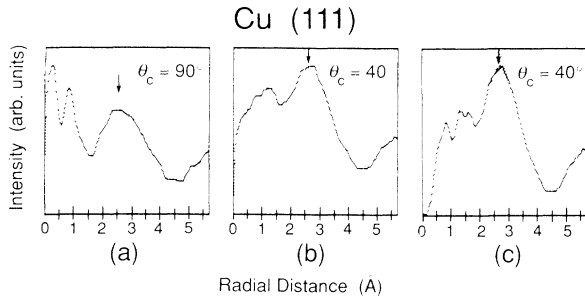 Cu (111)
Intensity (arb. units)
θc = 90°
θc = 40
θc = 40°
0 1 2 3 4 5
0 1 2 3 4 5
0 1 2 3 4 5
(a)
(b)
(c)
Radial Distance (Å)